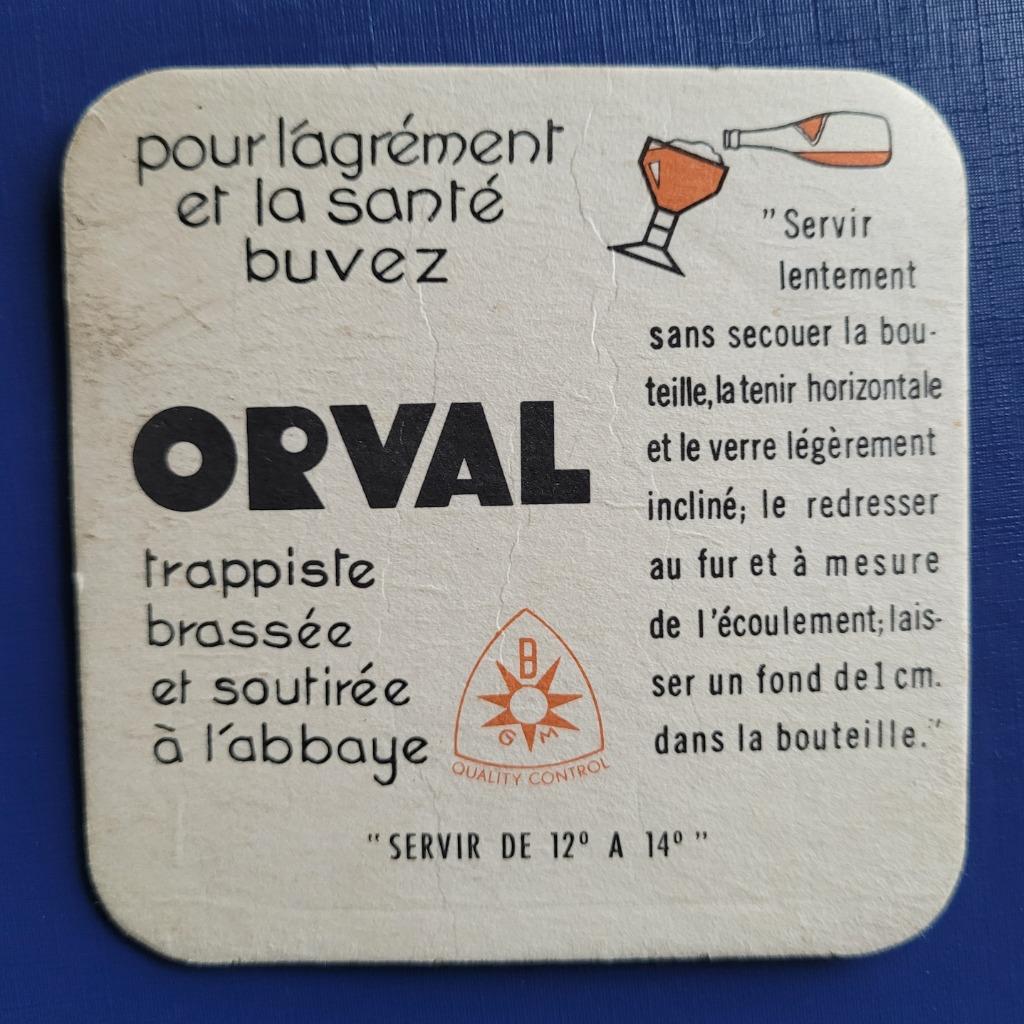 pour l'agrément
et la santé
buvez
ORVAL
trappiste
brassée
et soutirée
à l'abbaye
B
G M
QUALITY CONTROL
"Servir
lentement
sans secouer la bou-
teille, la tenir horizontale
et le verre légèrement
incliné; le redresser
au fur et à mesure
de l'écoulement; lais-
ser un fond de 1 cm.
dans la bouteille."
"SERVIR DE 12º A 14º"